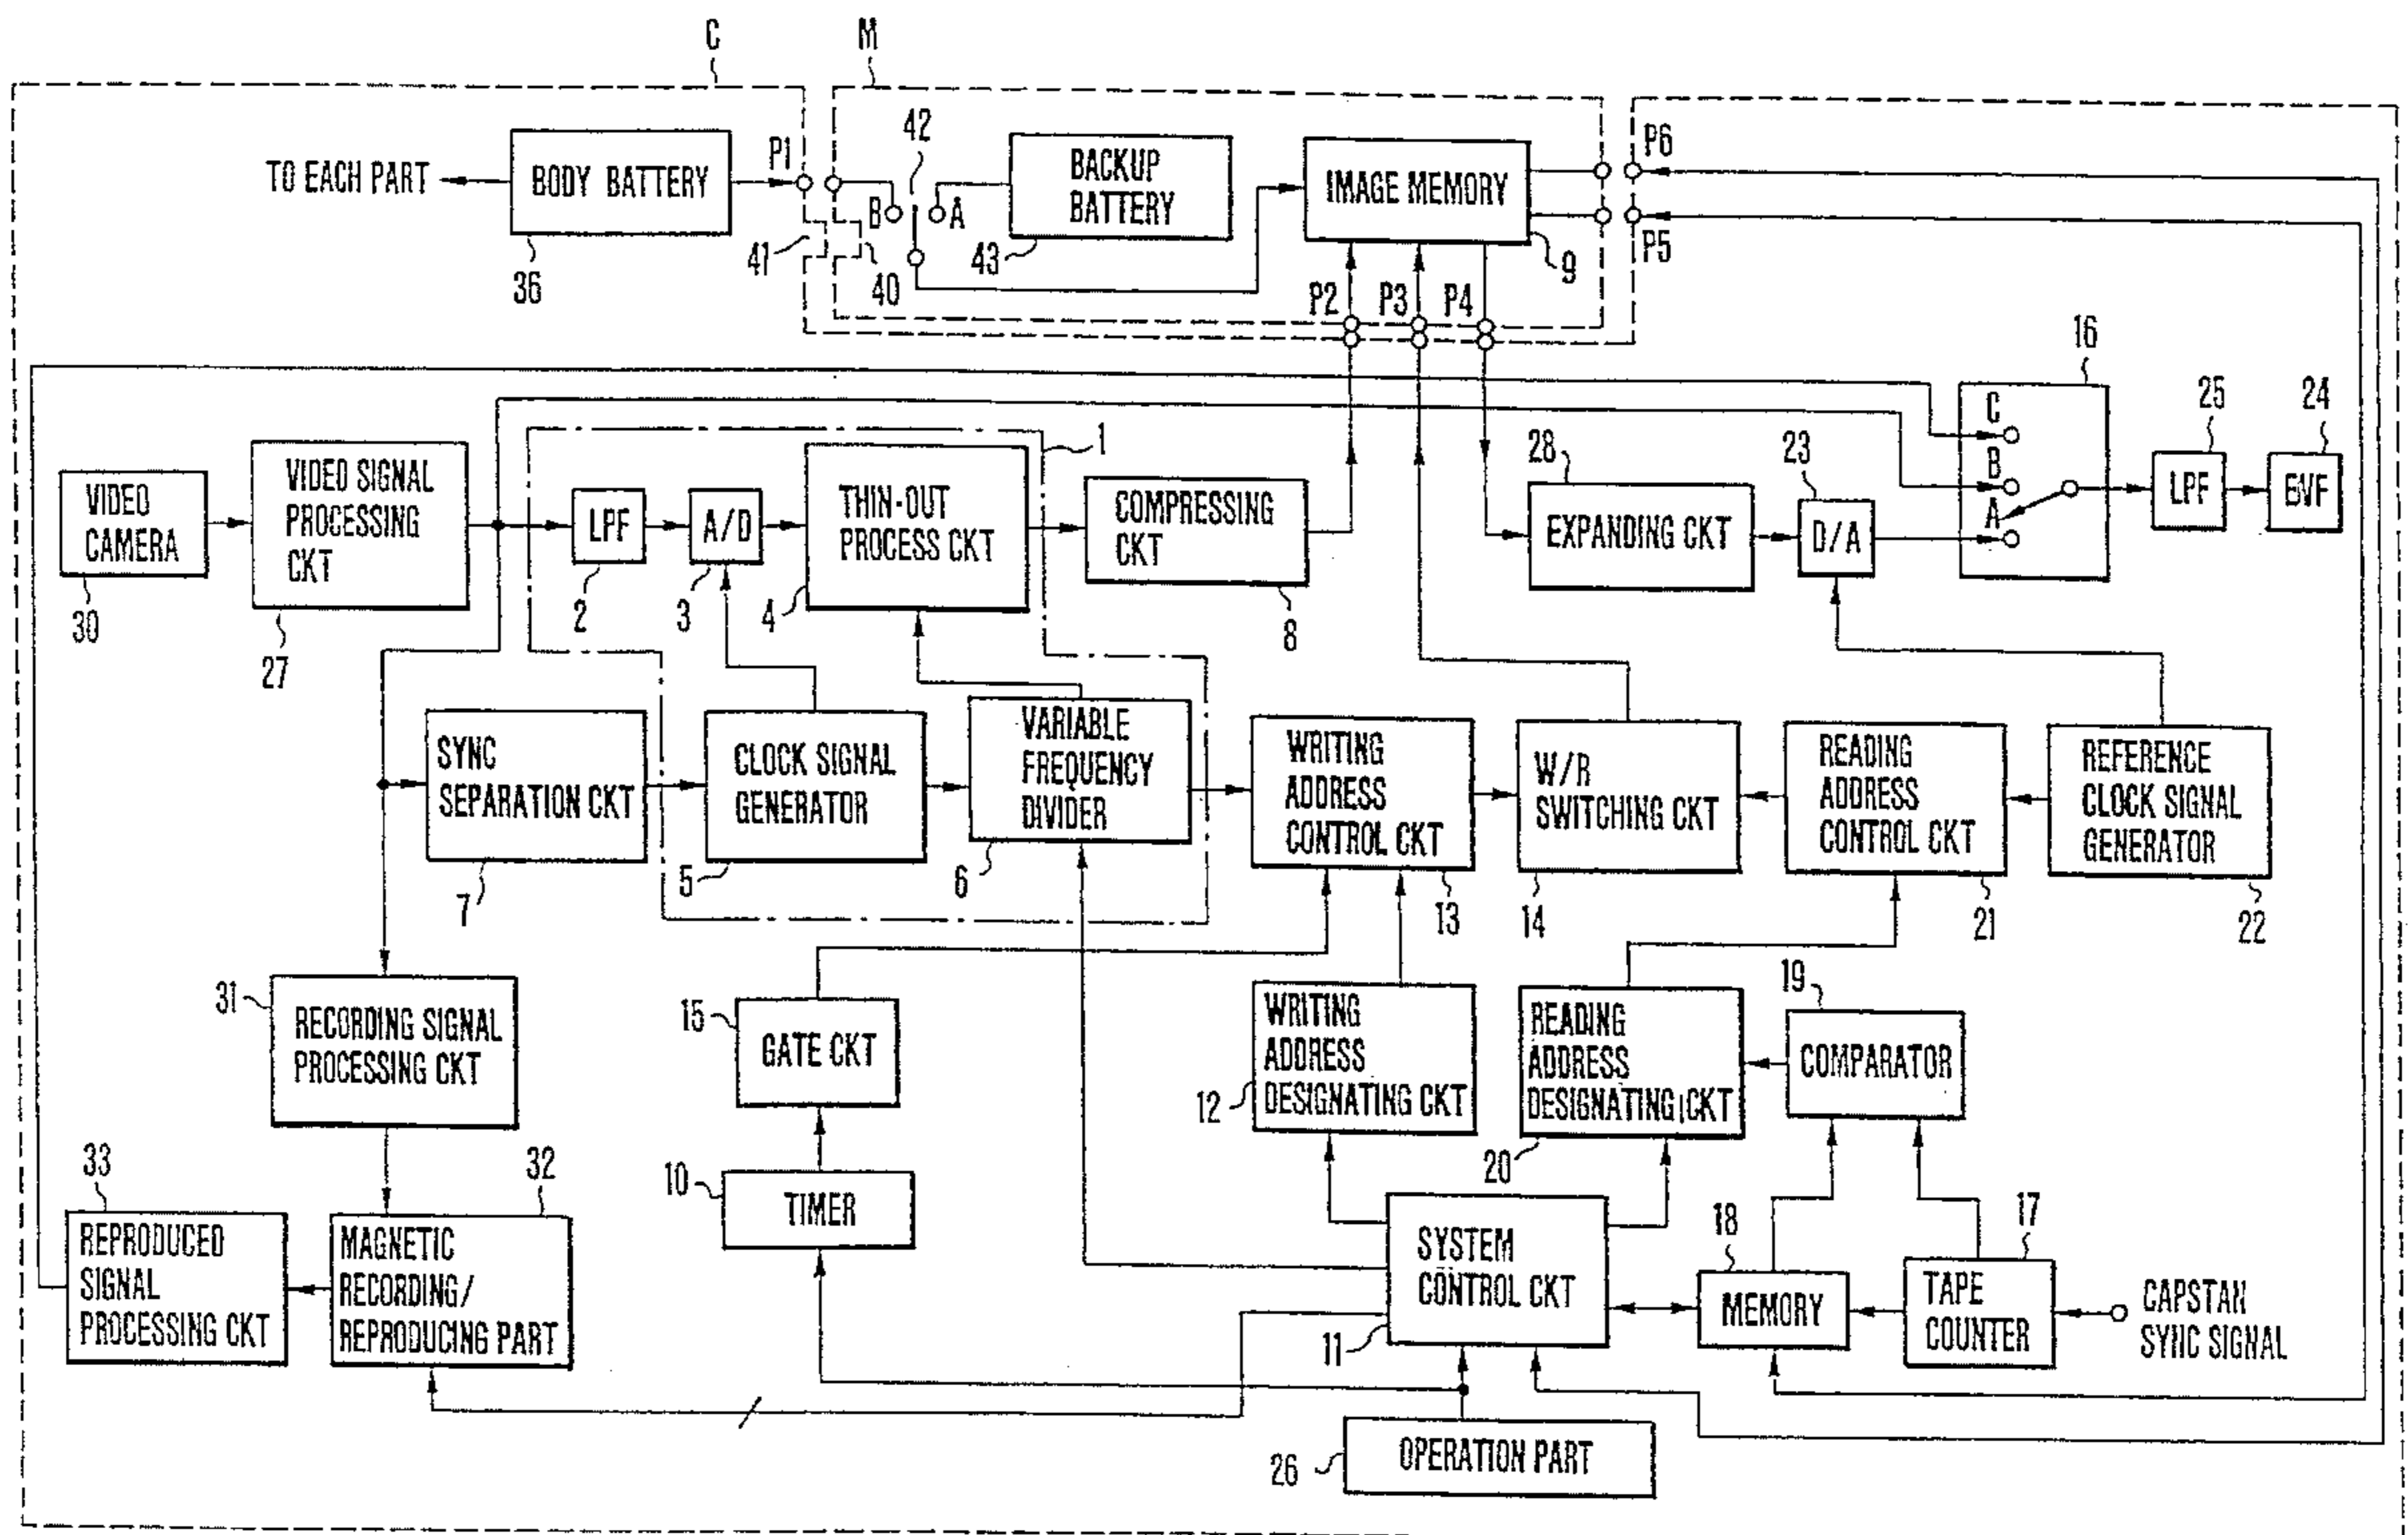 C
M
TO EACH PART
BODY BATTERY
36
P1
41
40
42
B
A
BACKUP
BATTERY
43
IMAGE MEMORY
9
P2
P3
P4
P6
P5
VIDEO
CAMERA
30
VIDEO SIGNAL
PROCESSING
CKT
27
LPF
2
A/D
3
THIN-OUT
PROCESS CKT
4
1
COMPRESSING
CKT
8
EXPANDING CKT
28
D/A
23
16
C
B
A
LPF
25
EVF
24
SYNC
SEPARATION CKT
7
CLOCK SIGNAL
GENERATOR
5
VARIABLE
FREQUENCY
DIVIDER
6
WRITING
ADDRESS
CONTROL CKT
13
W/R
SWITCHING CKT
14
READING
ADDRESS
CONTROL CKT
21
REFERENCE
CLOCK SIGNAL
GENERATOR
22
31
RECORDING SIGNAL
PROCESSING CKT
15
GATE CKT
12
WRITING
ADDRESS
DESIGNATING CKT
READING
ADDRESS
DESIGNATING CKT
20
19
COMPARATOR
33
REPRODUCED
SIGNAL
PROCESSING CKT
32
MAGNETIC
RECORDING/
REPRODUCING PART
10
TIMER
SYSTEM
CONTROL CKT
11
18
MEMORY
17
TAPE
COUNTER
CAPSTAN
SYNC SIGNAL
26
OPERATION PART